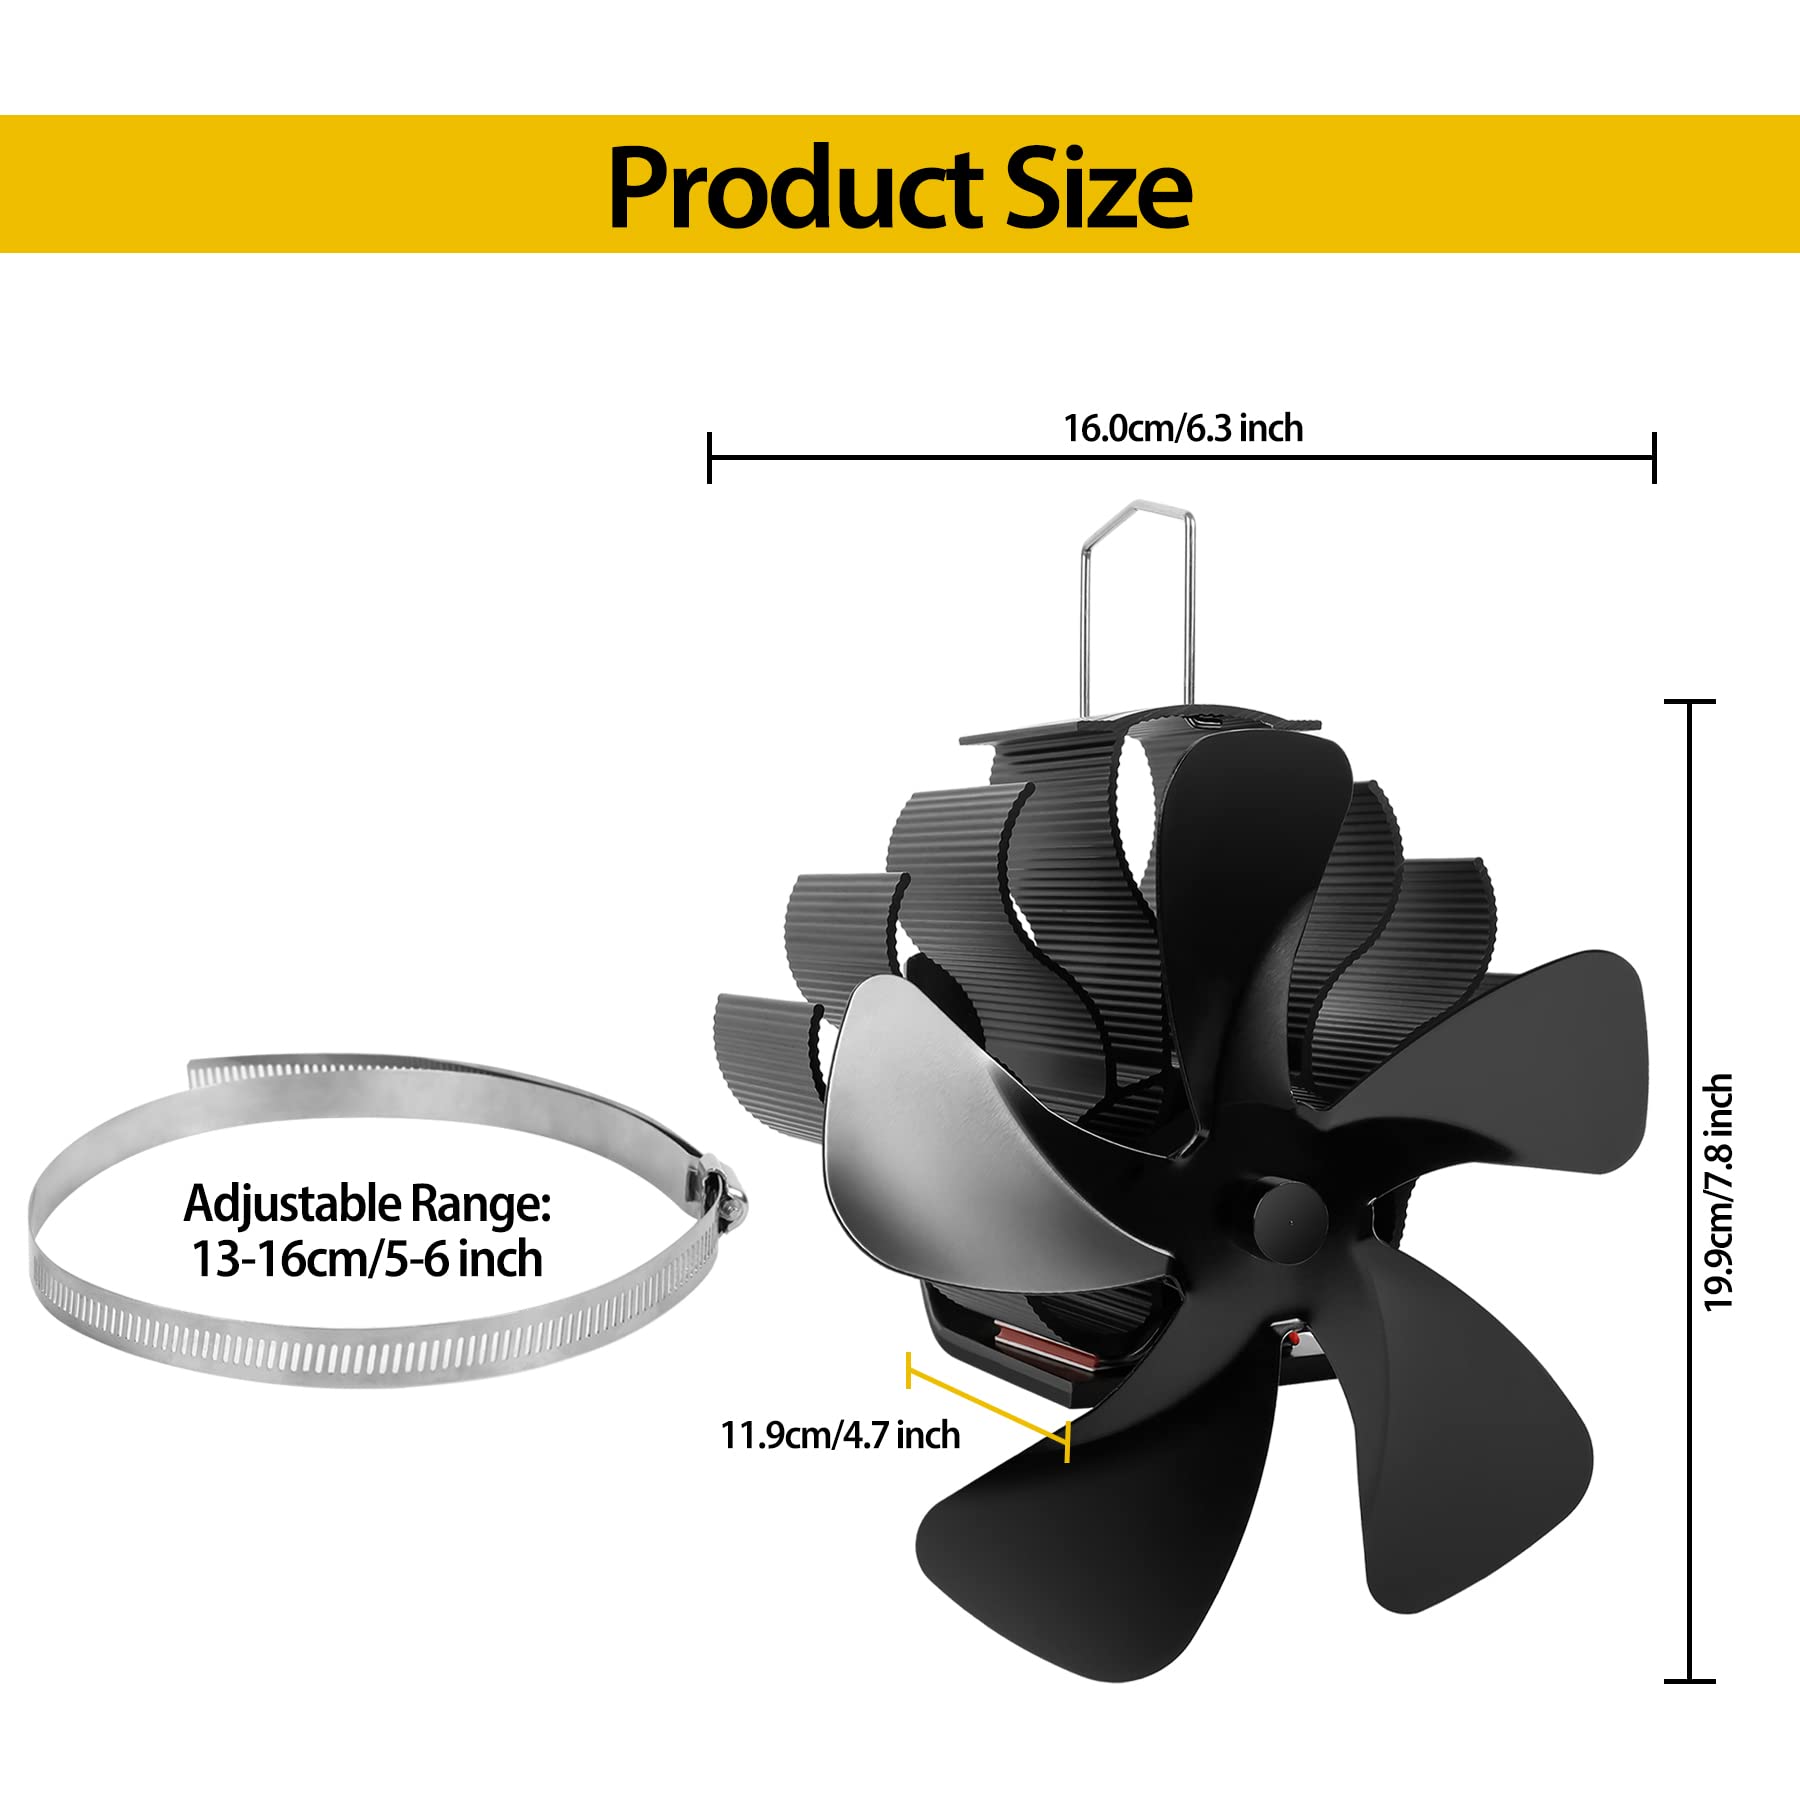 Product Size
16.0cm/6.3 inch
19.9cm/7.8 inch
Adjustable Range:
13-16cm/5-6 inch
11.9cm/4.7 inch